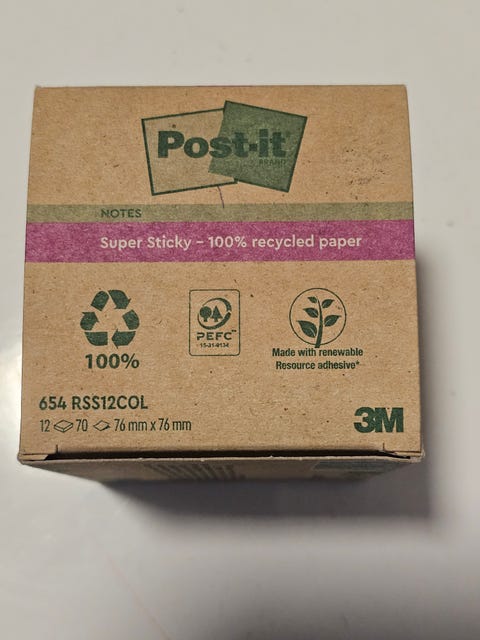 Post-it
BRAND
NOTES
Super Sticky – 100% recycled paper
100%
PEFC™
Made with renewable
Resource adhesive*
654 RSS12COL
12 70 76 mm x 76 mm
3M